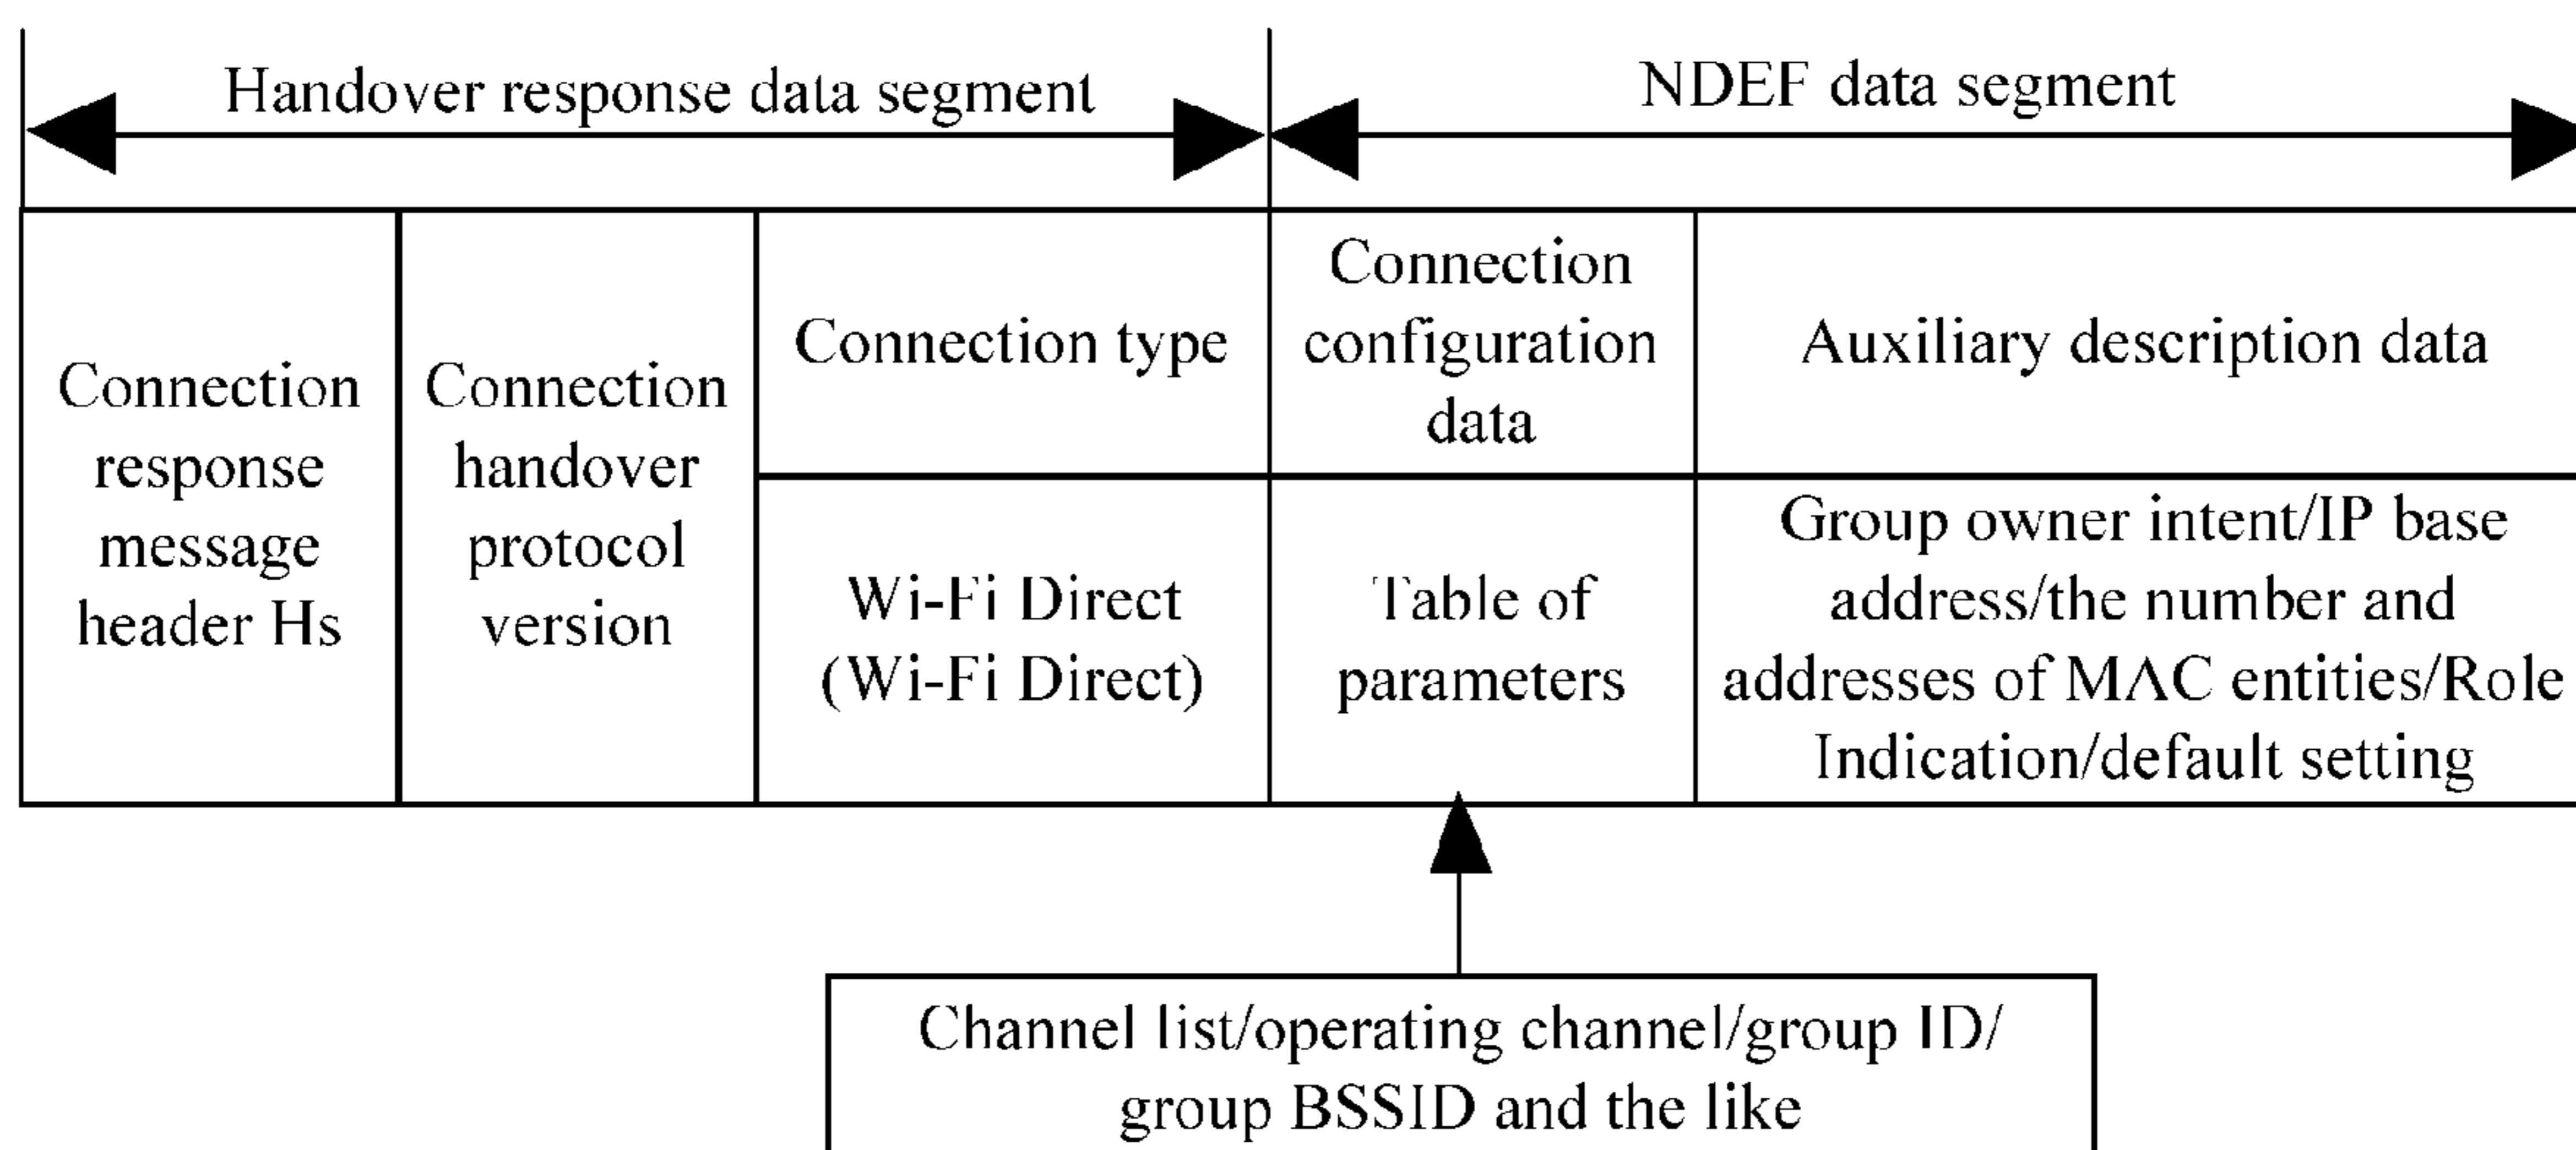 Handover response data segment
NDEF data segment
Connection
response
message
header Hs
Connection
handover
protocol
version
Connection type
Wi-Fi Direct
(Wi-Fi Direct)
Connection
configuration
data
Table of
parameters
Auxiliary description data
Group owner intent/IP base
address/the number and
addresses of MAC entities/Role
Indication/default setting
Channel list/operating channel/group ID/
group BSSID and the like